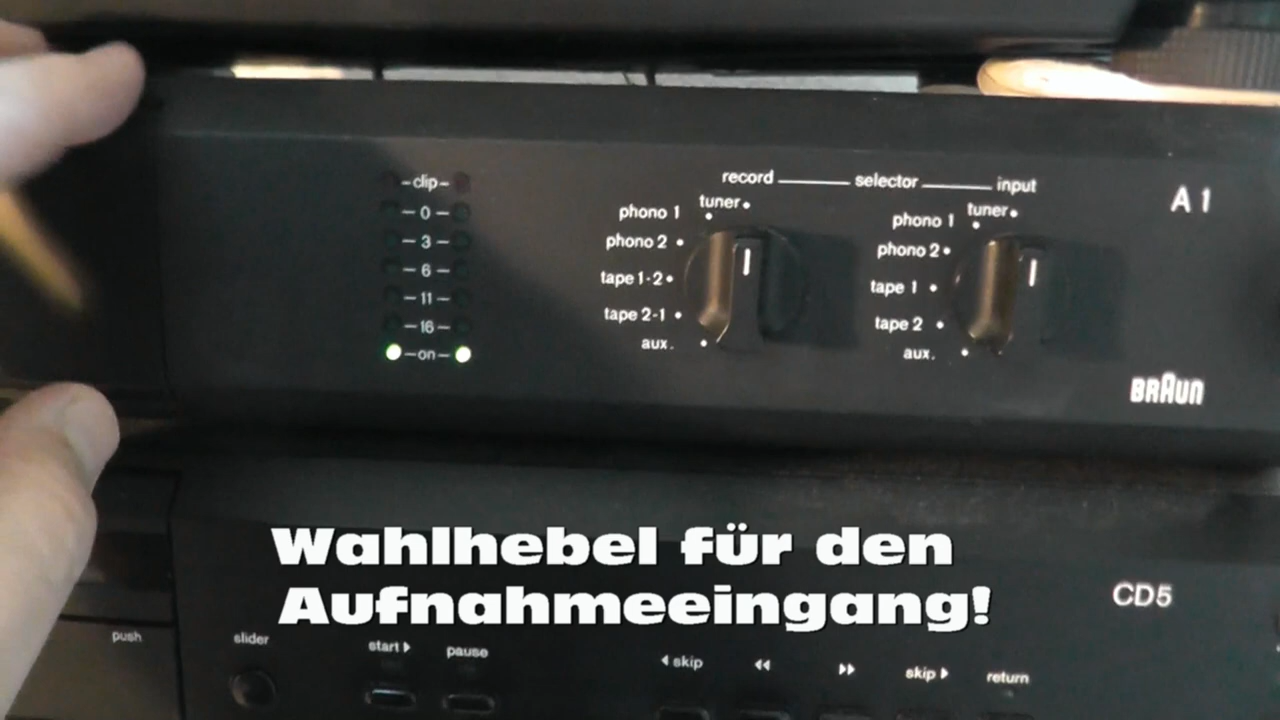 -clip-
-0-
-3-
-6-
-11-
-16-
-on-
record selector input
tuner
phono 1
phono 2
tape 1-2
tape 2-1
aux.
tuner
phono 1
phono 2
tape 1
tape 2
aux.
A1
BRAUN
Wahlhebel für den
Aufnahmeeingang!
CD5
push
slider
start
pause
skip
skip
return